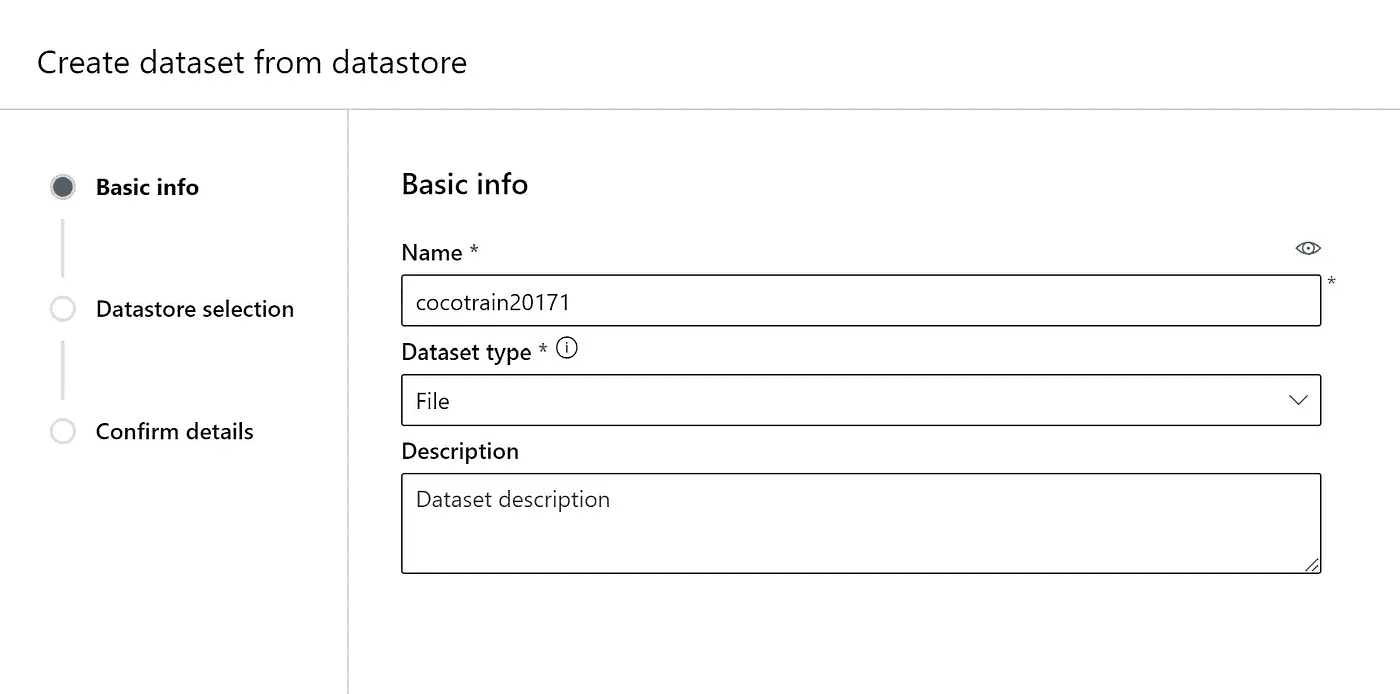 Create dataset from datastore
Basic info
Datastore selection
Confirm details
Basic info
Name *
cocotrain20171
*
Dataset type *
File
Description
Dataset description